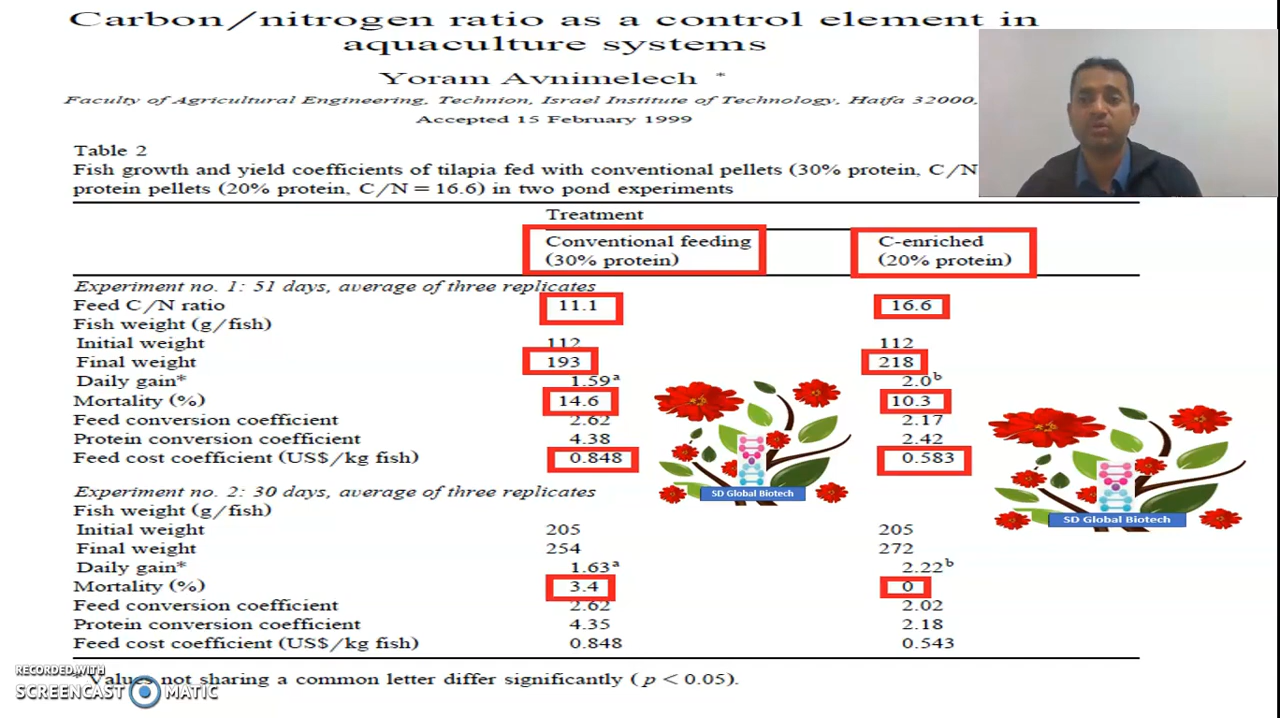 Carbon/nitrogen ratio as a control element in
aquaculture systems
Yoram Avnimelech *
Faculty of Agricultural Engineering, Technion, Israel Institute of Technology, Haifa 32000,
Accepted 15 February 1999
Table 2
Fish growth and yield coefficients of tilapia fed with conventional pellets (30% protein, C/N
protein pellets (20% protein, C/N = 16.6) in two pond experiments
Treatment
Conventional feeding C-enriched
(30% protein) (20% protein)
Experiment no. 1: 51 days, average of three replicates
Feed C/N ratio 11.1 16.6
Fish weight (g/fish)
Initial weight 112 112
Final weight 193 218
Daily gain* 1.59a 2.0b
Mortality (%) 14.6 10.3
Feed conversion coefficient 2.62 2.17
Protein conversion coefficient 4.38 2.42
Feed cost coefficient (US$/kg fish) 0.848 0.583
Experiment no. 2: 30 days, average of three replicates
Fish weight (g/fish)
Initial weight 205 205
Final weight 254 272
Daily gain* 1.63a 2.22b
Mortality (%) 3.4 0
Feed conversion coefficient 2.62 2.02
Protein conversion coefficient 4.35 2.18
Feed cost coefficient (US$/kg fish) 0.848 0.543
* Values not sharing a common letter differ significantly (p < 0.05).
SD Global Biotech
SD Global Biotech
RECORDED WITH
SCREENCAST MATIC